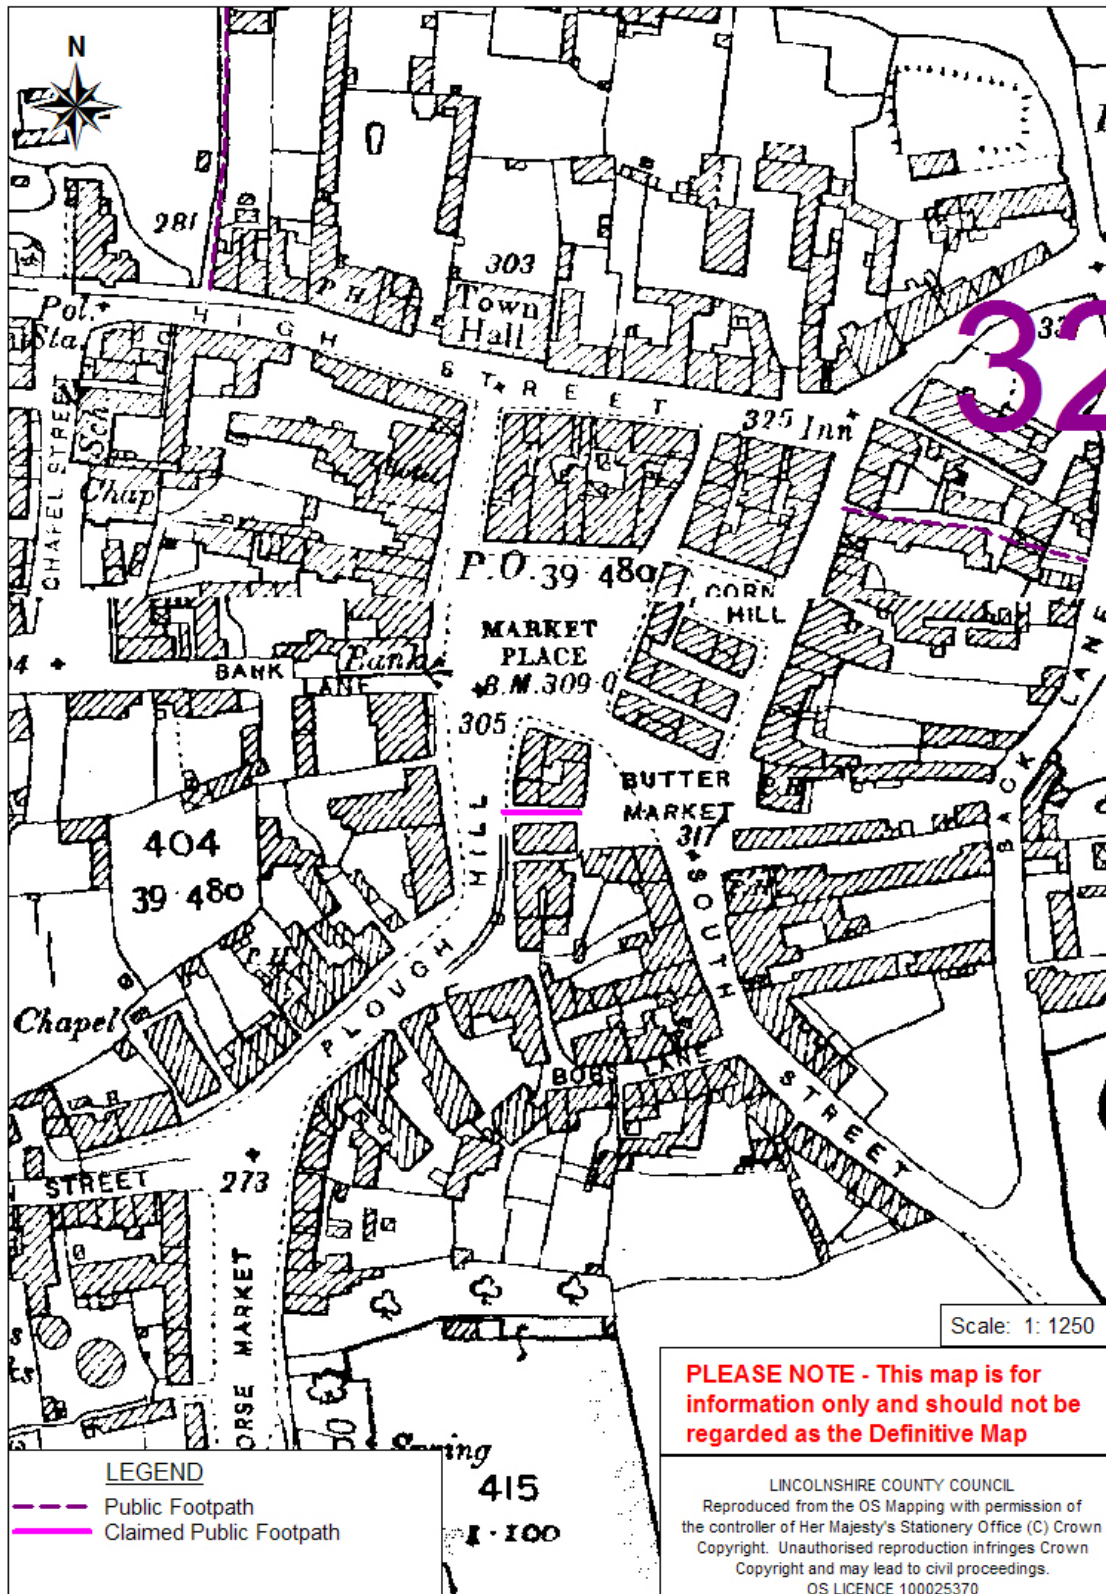 N
281
303
P.H
Town
Hall
Pol.
Sta.
HIGH STREET
32
325 Inn
CHAPEL STREET
Sch
Chap
Hotel
P.O. 39·480
CORN
HILL
MARKET
PLACE
B.M.309·0
BANK LANE
Bank
305
BACK LANE
BUTTER
MARKET
P.H
317
404
39·480
P.H
P.H
PLOUGH HILL
SOUTH STREET
Chapel
BOBS LANE
STREET
273
HORSE MARKET
Spring
415
1·100
Scale: 1: 1250
PLEASE NOTE - This map is for
information only and should not be
regarded as the Definitive Map
LEGEND
Public Footpath
Claimed Public Footpath
LINCOLNSHIRE COUNTY COUNCIL
Reproduced from the OS Mapping with permission of
the controller of Her Majesty's Stationery Office (C) Crown
Copyright. Unauthorised reproduction infringes Crown
Copyright and may lead to civil proceedings.
OS LICENCE 100025370